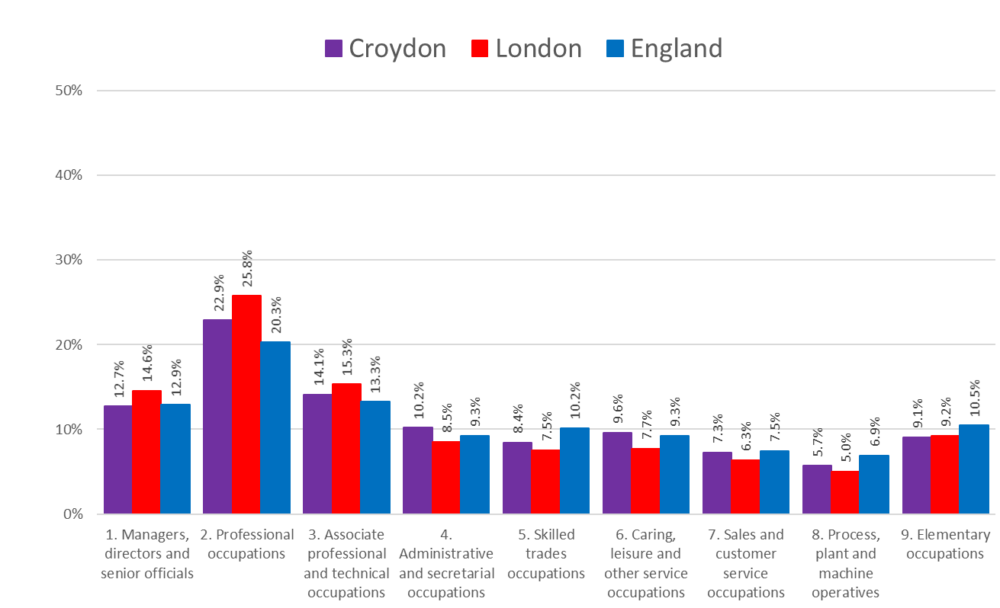 Croydon London England
50%
40%
30%
20%
10%
0%
12.7% 14.6% 12.9%
22.9% 25.8% 20.3%
14.1% 15.3% 13.3%
10.2% 8.5% 9.3%
8.4% 7.5% 10.2%
9.6% 7.7% 9.3%
7.3% 6.3% 7.5%
5.7% 5.0% 6.9%
9.1% 9.2% 10.5%
1. Managers,
directors and
senior officials
2. Professional
occupations
3. Associate
professional
and technical
occupations
4.
Administrative
and secretarial
occupations
5. Skilled
trades
occupations
6. Caring,
leisure and
other service
occupations
7. Sales and
customer
service
occupations
8. Process,
plant and
machine
operatives
9. Elementary
occupations